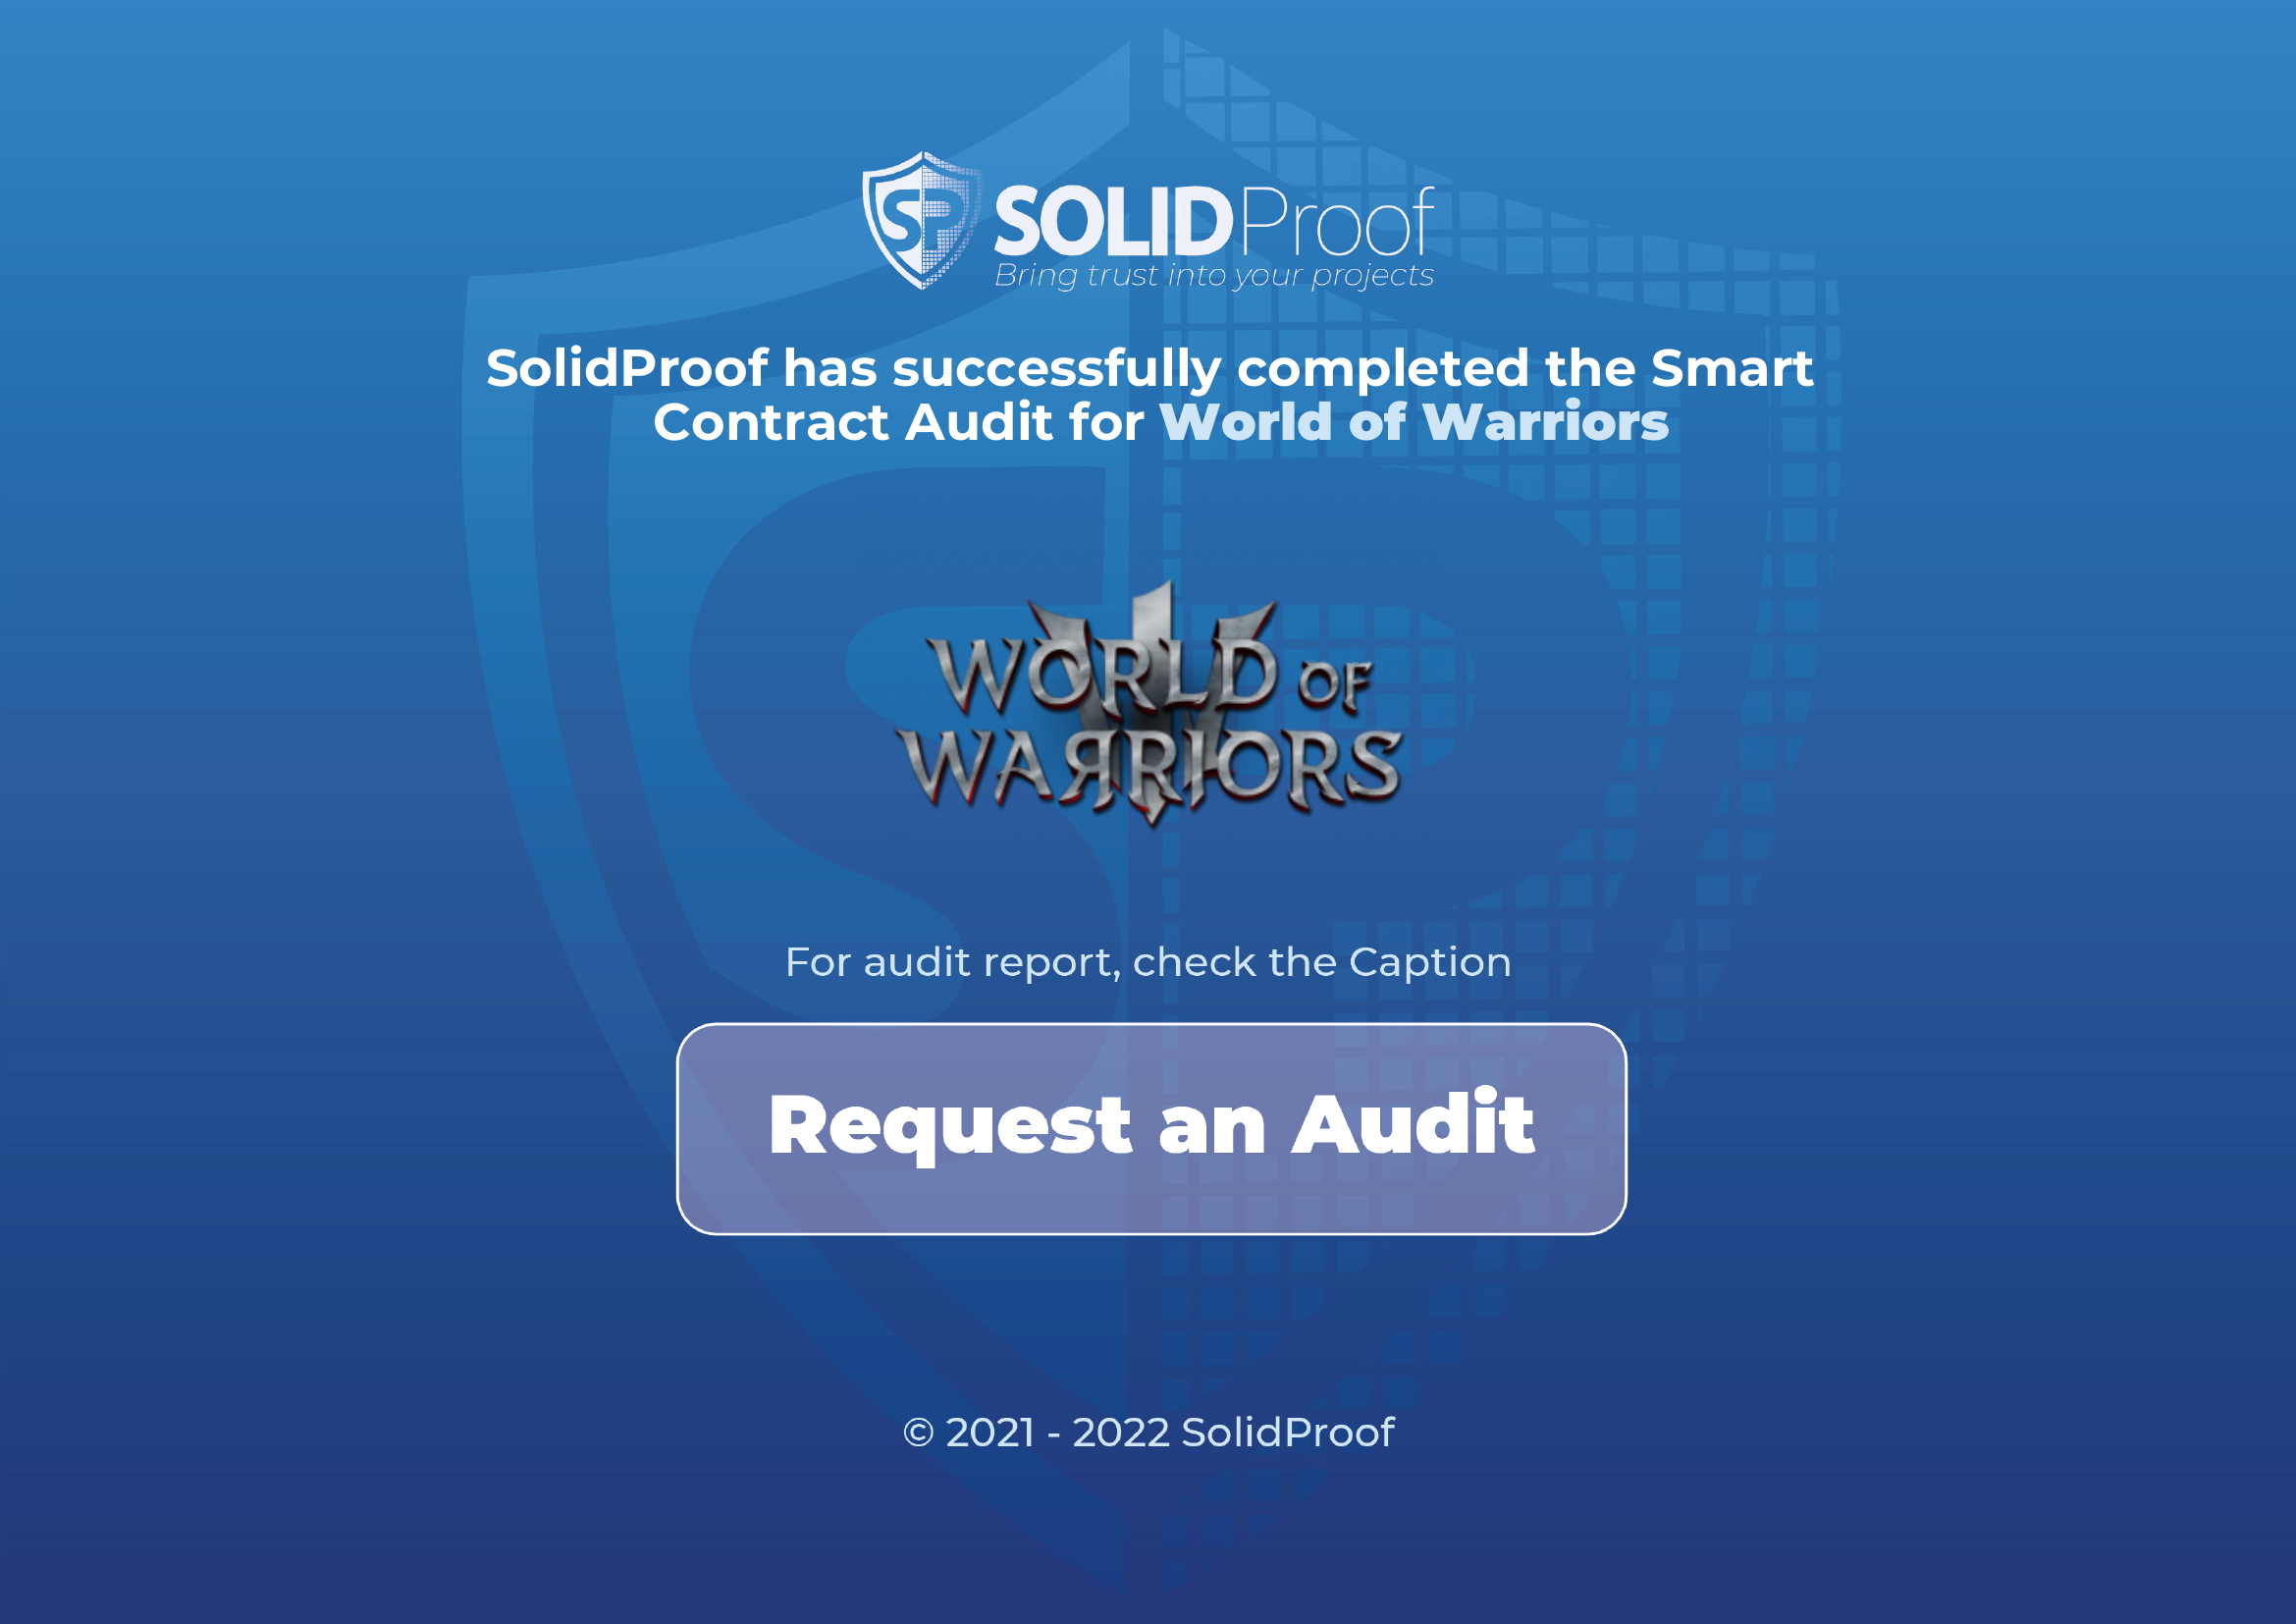 SP SOLIDProof
Bring trust into your projects
SolidProof has successfully completed the Smart
Contract Audit for World of Warriors
WORLD OF
WARRIORS
For audit report, check the Caption
Request an Audit
© 2021 - 2022 SolidProof